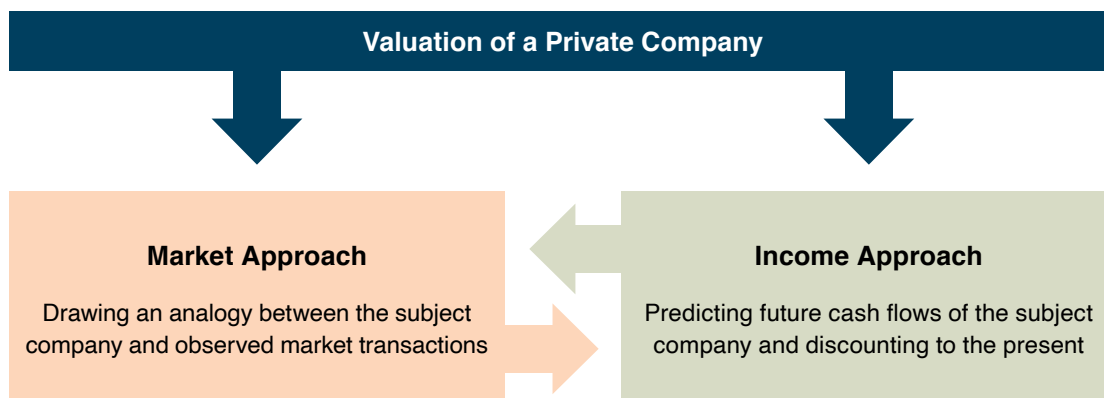 Valuation of a Private Company
Market Approach
Drawing an analogy between the subject
company and observed market transactions
Income Approach
Predicting future cash flows of the subject
company and discounting to the present